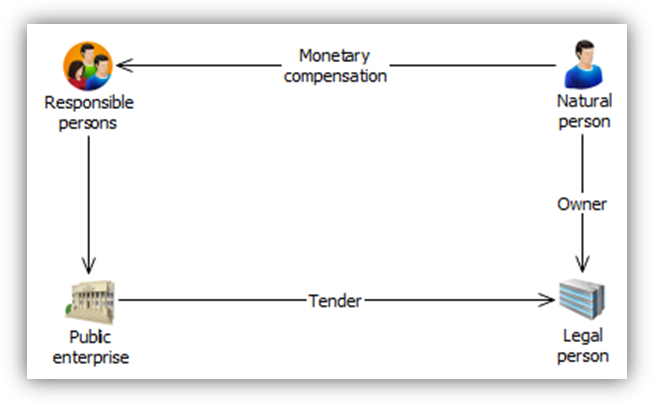 Monetary
compensation
Responsible
persons
Natural
person
Owner
Tender
Public
enterprise
Legal
person